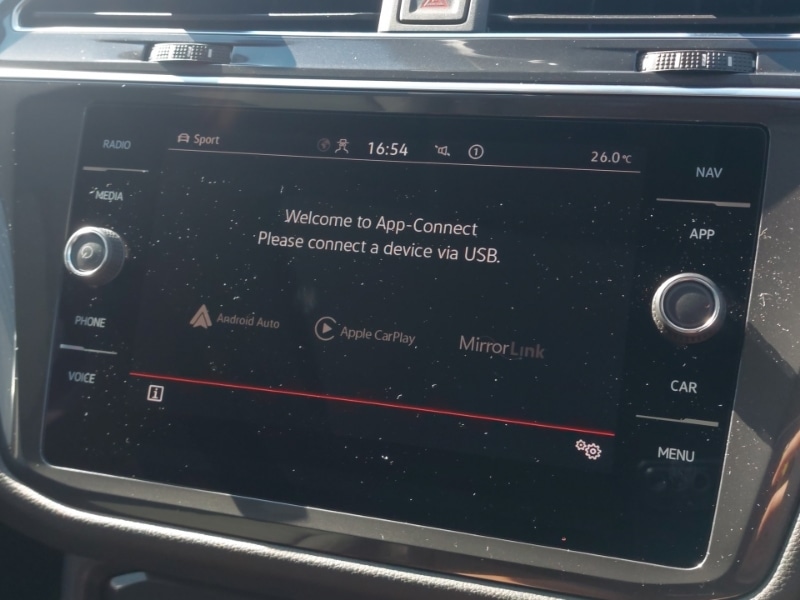 RADIO
MEDIA
PHONE
VOICE
Sport
16:54
26.0°C
Welcome to App-Connect
Please connect a device via USB.
Android Auto
Apple CarPlay
MirrorLink
NAV
APP
CAR
MENU